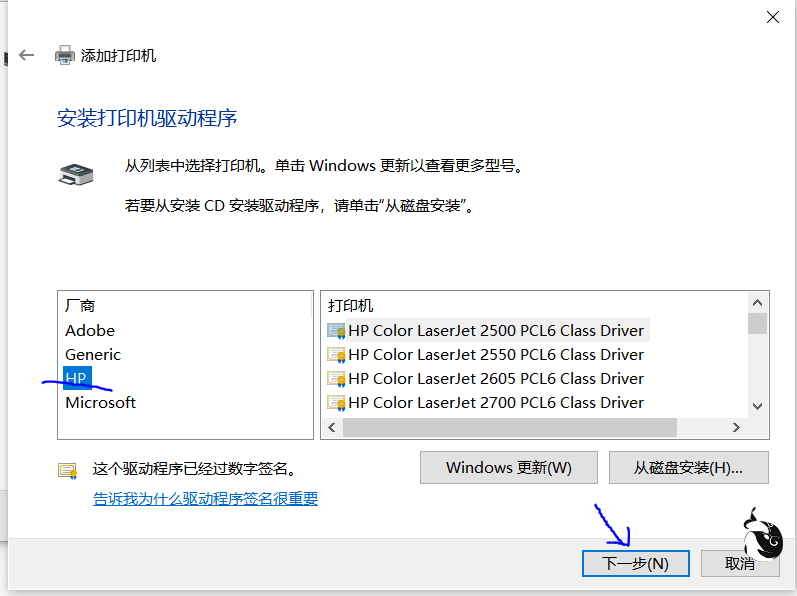 添加打印机
安装打印机驱动程序
从列表中选择打印机。单击 Windows 更新以查看更多型号。
若要从安装 CD 安装驱动程序，请单击“从磁盘安装”。
厂商
Adobe
Generic
HP
Microsoft
打印机
HP Color LaserJet 2500 PCL6 Class Driver
HP Color LaserJet 2550 PCL6 Class Driver
HP Color LaserJet 2605 PCL6 Class Driver
HP Color LaserJet 2700 PCL6 Class Driver
这个驱动程序已经过数字签名。
告诉我为什么驱动程序签名很重要
Windows 更新(W)
从磁盘安装(H)...
下一步(N)
取消